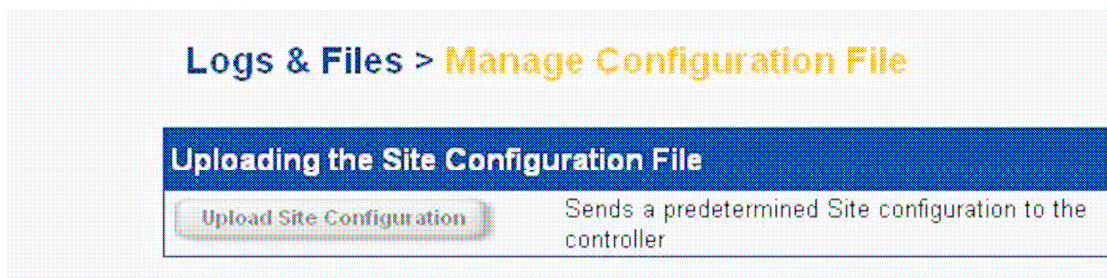 Logs & Files > Manage Configuration File
Uploading the Site Configuration File
Upload Site Configuration
Sends a predetermined Site configuration to the
controller